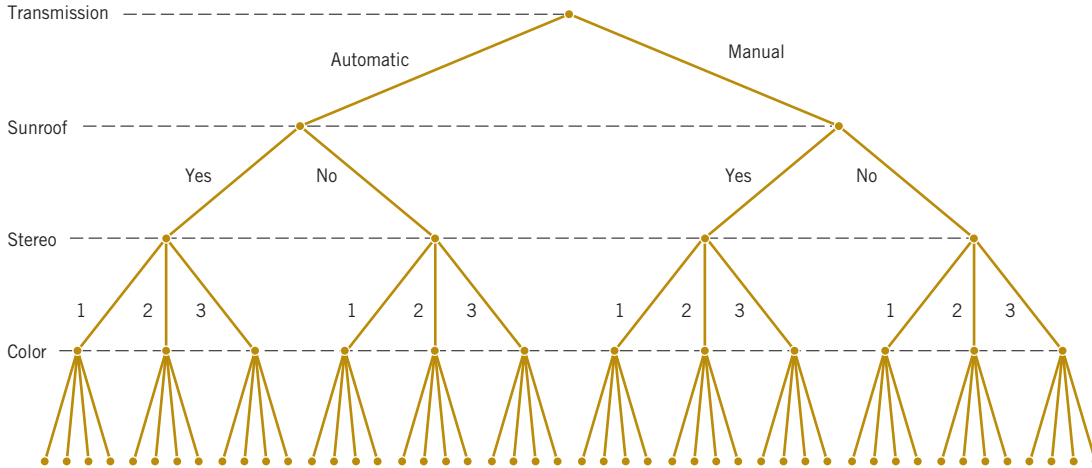 Transmission
Automatic
Manual
Sunroof
Yes
No
Yes
No
Stereo
1 2 3 1 2 3 1 2 3 1 2 3
Color